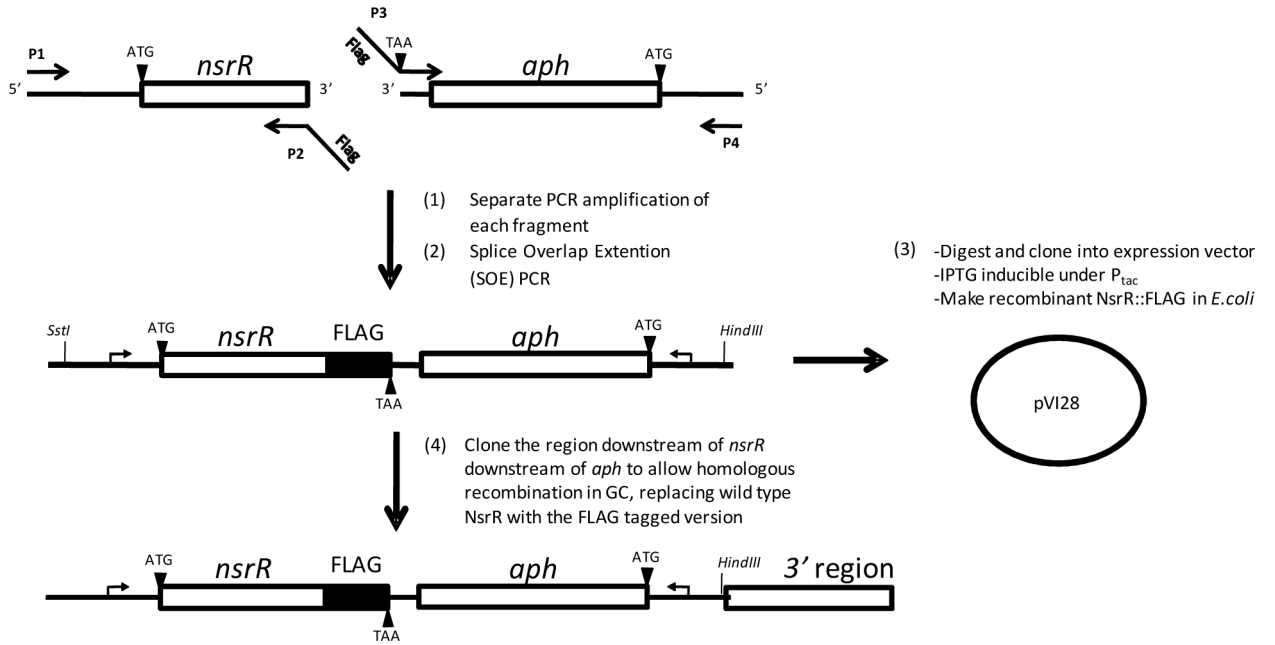 P3
P1
ATG
nsrR
Flag
TAA
aph
ATG
5’
3’
3’
5’
P2
Flag
P4
(1) Separate PCR amplification of
each fragment
(2) Splice Overlap Extention
(SOE) PCR
(3) -Digest and clone into expression vector
-IPTG inducible under Ptac
-Make recombinant NsrR::FLAG in E.coli
SstI
ATG
nsrR
FLAG
aph
ATG
HindIII
TAA
pVI28
(4) Clone the region downstream of nsrR
downstream of aph to allow homologous
recombination in GC, replacing wild type
NsrR with the FLAG tagged version
ATG
nsrR
FLAG
aph
ATG
HindIII
3’ region
TAA